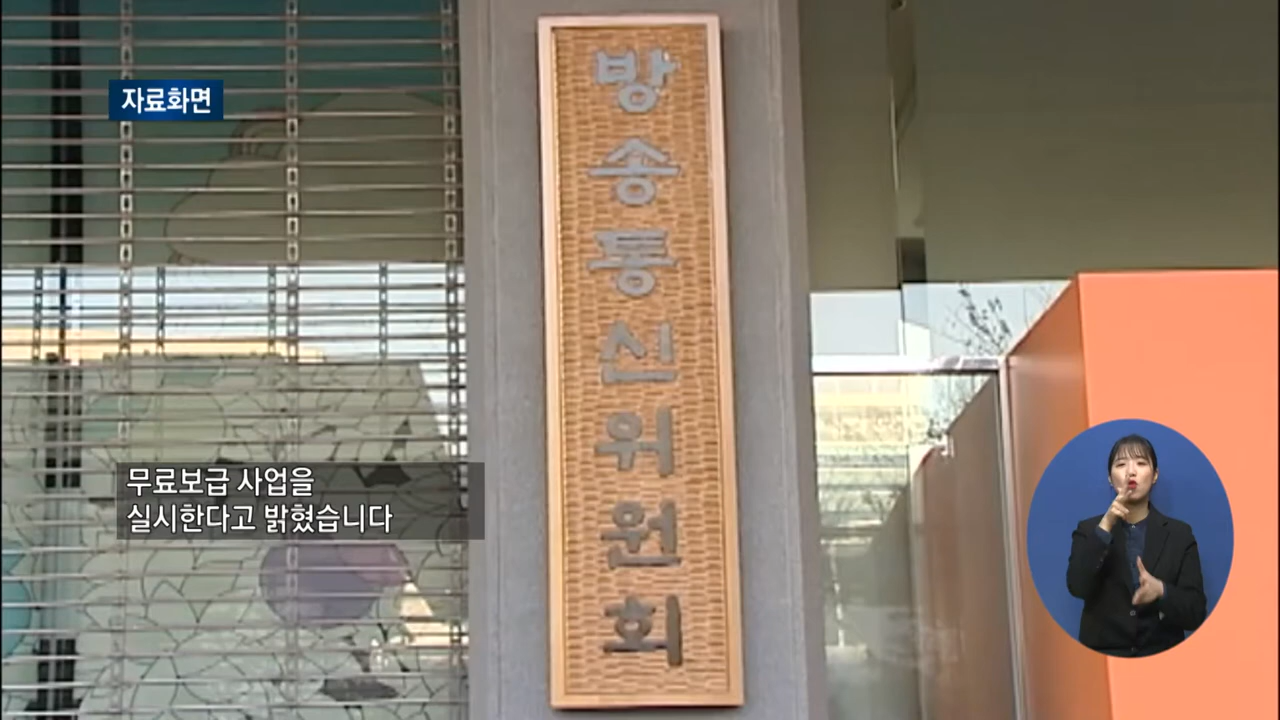 자료화면
방송통신위원회
무료보급 사업을
실시한다고 밝혔습니다